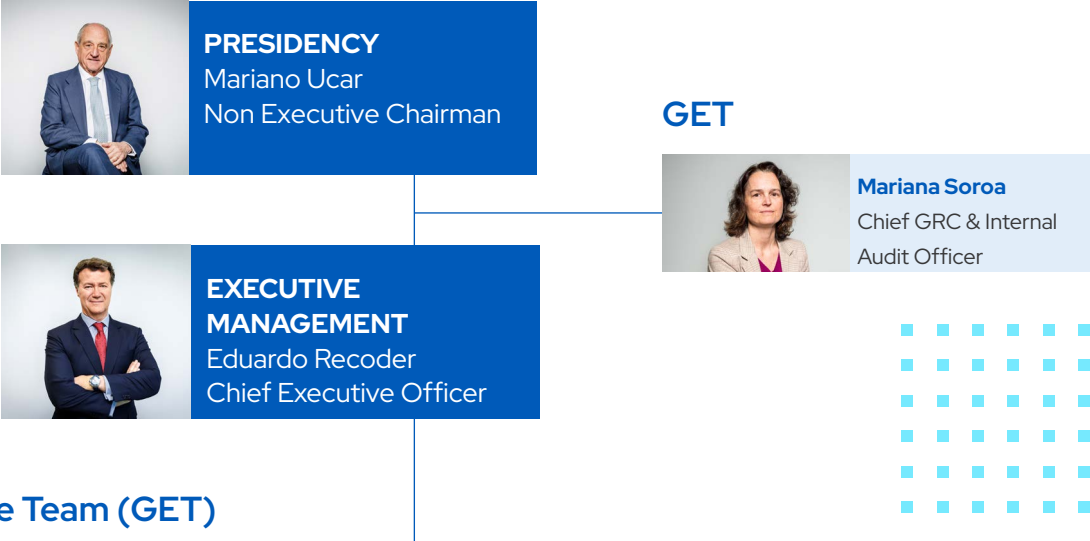 PRESIDENCY
Mariano Ucar
Non Executive Chairman
GET
Mariana Soroa
Chief GRC & Internal
Audit Officer
EXECUTIVE
MANAGEMENT
Eduardo Recoder
Chief Executive Officer
e Team (GET)